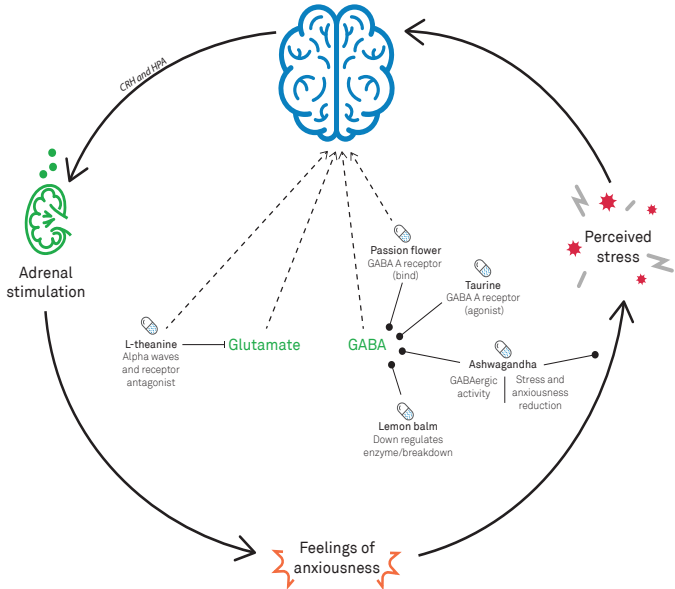 CRH and HPA
Adrenal
stimulation
Perceived
stress
Passion flower
GABA A receptor
(bind)
Taurine
GABA A receptor
(agonist)
L-theanine
Alpha waves
and receptor
antagonist
Glutamate
GABA
Ashwagandha
GABAergic
activity
Stress and
anxiousness
reduction
Lemon balm
Down regulates
enzyme/breakdown
Feelings of
anxiousness